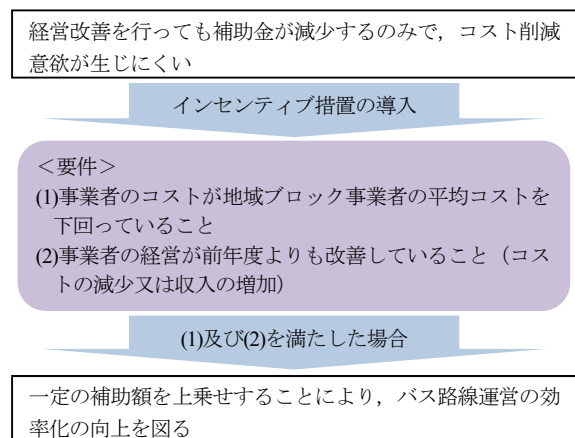 経営改善を行っても補助金が減少するのみで，コスト削減
意欲が生じにくい
インセンティブ措置の導入
＜要件＞
(1)事業者のコストが地域ブロック事業者の平均コストを
下回っていること
(2)事業者の経営が前年度よりも改善していること（コス
トの減少又は収入の増加）
(1)及び(2)を満たした場合
一定の補助額を上乗せすることにより，バス路線運営の効
率化の向上を図る